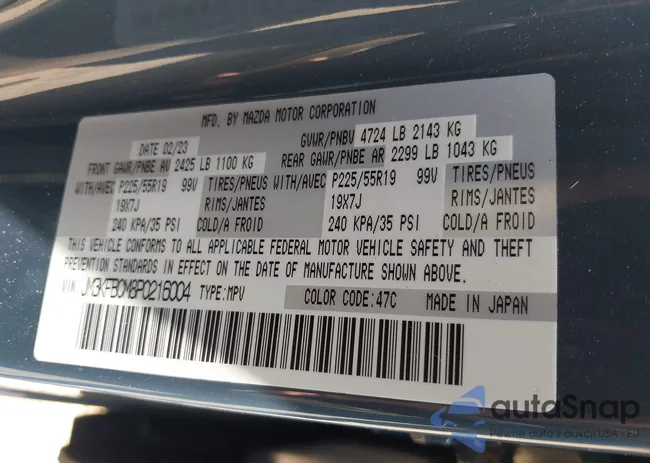 MFD. BY MAZDA MOTOR CORPORATION
DATE 02/23 GVWR/PNBV 4724 LB 2143 KG
FRONT GAWR/PNBE AV 2425 LB 1100 KG REAR GAWR/PNBE AR 2299 LB 1043 KG
WITH/AVEC P225/55R19 99V TIRES/PNEUS WITH/AVEC P225/55R19 99V TIRES/PNEUS
19X7J RIMS/JANTES 19X7J RIMS/JANTES
240 KPA/35 PSI COLD/A FROID 240 KPA/35 PSI COLD/A FROID
THIS VEHICLE CONFORMS TO ALL APPLICABLE FEDERAL MOTOR VEHICLE SAFETY AND THEFT
PREVENTION STANDARDS IN EFFECT ON THE DATE OF MANUFACTURE SHOWN ABOVE.
VIN: JM3KFBCM8P0216004 TYPE:MPV COLOR CODE:47C MADE IN JAPAN
autoSnap
Pewne auta z aukcji USA - EU